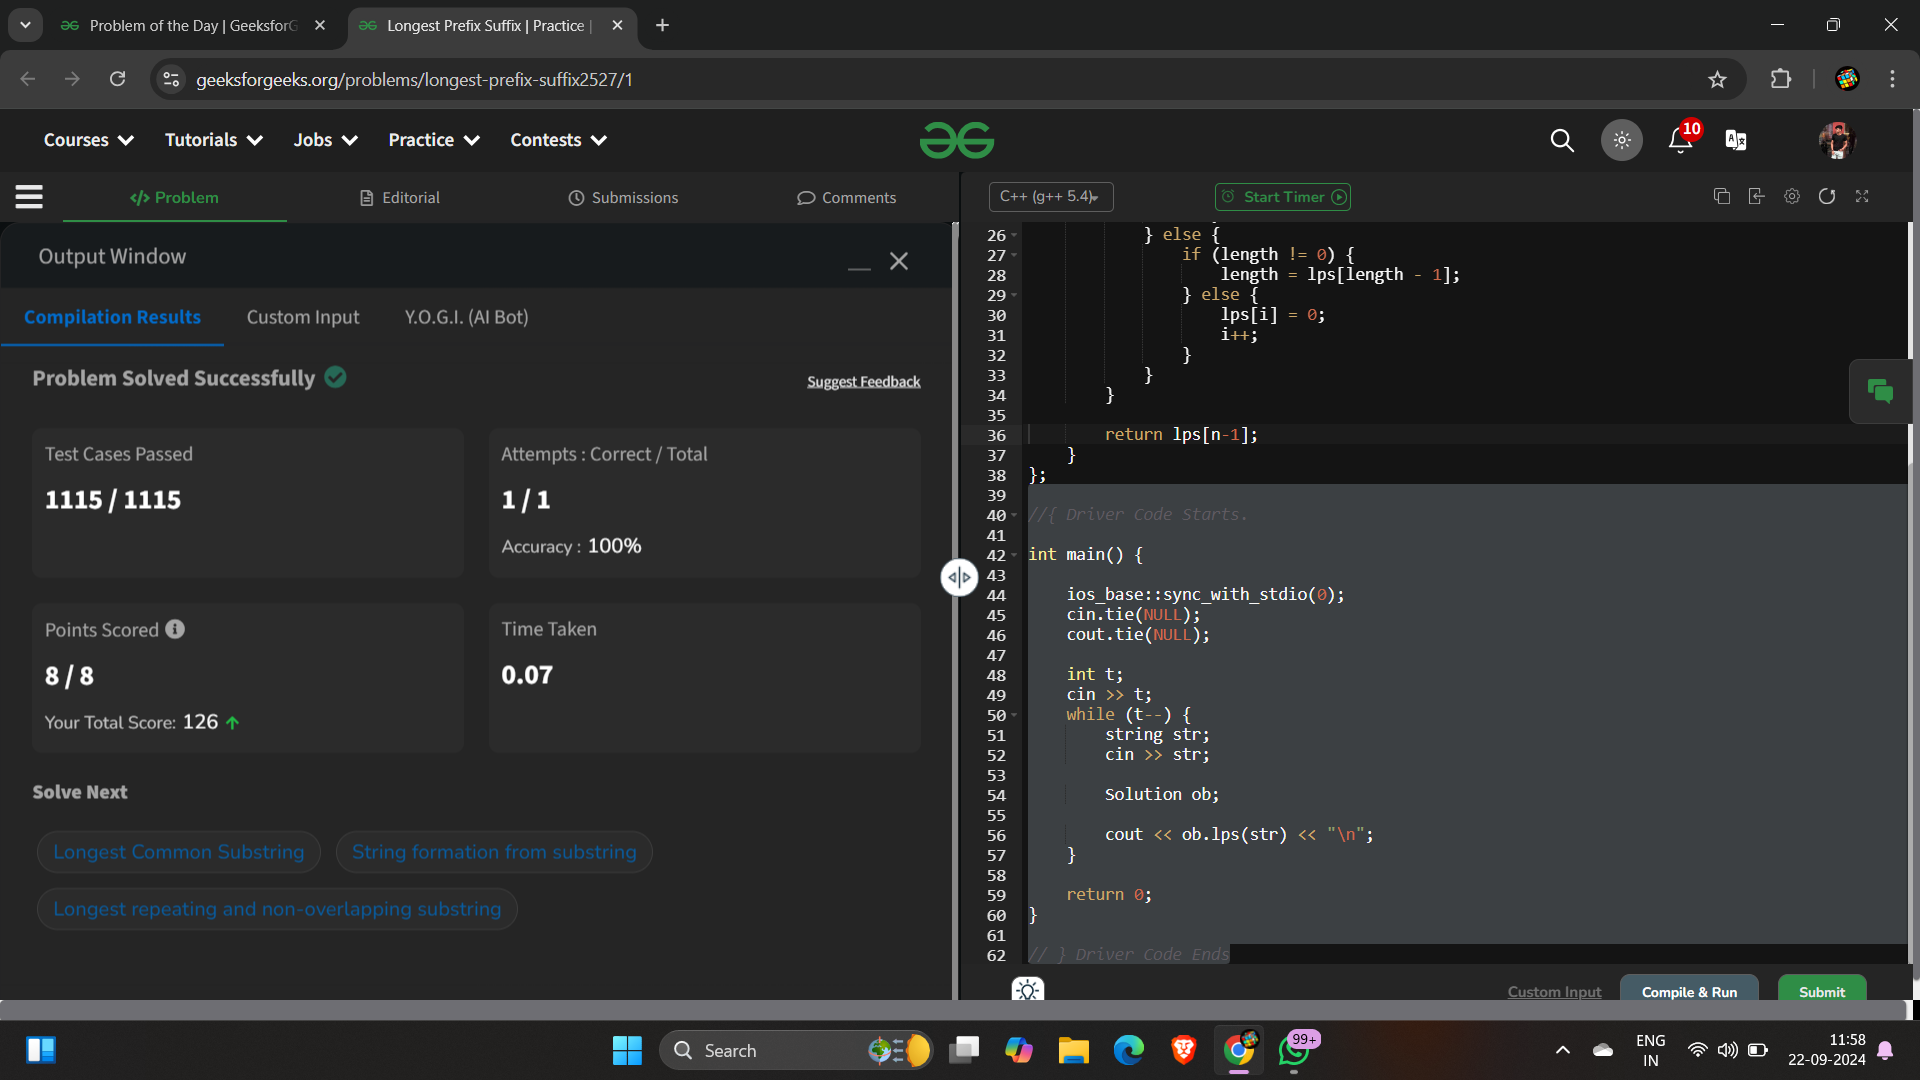 Problem of the Day | GeeksforG
Longest Prefix Suffix | Practice |
geeksforgeeks.org/problems/longest-prefix-suffix2527/1
Courses
Tutorials
Jobs
Practice
Contests
10
</> Problem
Editorial
Submissions
Comments
C++ (g++ 5.4)
Start Timer
Output Window
Compilation Results
Custom Input
Y.O.G.I. (AI Bot)
Problem Solved Successfully
Suggest Feedback
Test Cases Passed
1115 / 1115
Attempts : Correct / Total
1 / 1
Accuracy : 100%
Points Scored
8 / 8
Your Total Score: 126
Time Taken
0.07
Solve Next
Longest Common Substring
String formation from substring
Longest repeating and non-overlapping substring
26 } else {
27 if (length != 0) {
28 length = lps[length - 1];
29 } else {
30 lps[i] = 0;
31 i++;
32 }
33 }
34 }
35
36 return lps[n-1];
37 }
38 };
39
40 //{ Driver Code Starts.
41
42 int main() {
43
44 ios_base::sync_with_stdio(0);
45 cin.tie(NULL);
46 cout.tie(NULL);
47
48 int t;
49 cin >> t;
50 while (t--) {
51 string str;
52 cin >> str;
53
54 Solution ob;
55
56 cout << ob.lps(str) << "\n";
57 }
58
59 return 0;
60 }
61
62 // } Driver Code Ends
Custom Input
Compile & Run
Submit
Search
99+
ENG
IN
11:58
22-09-2024